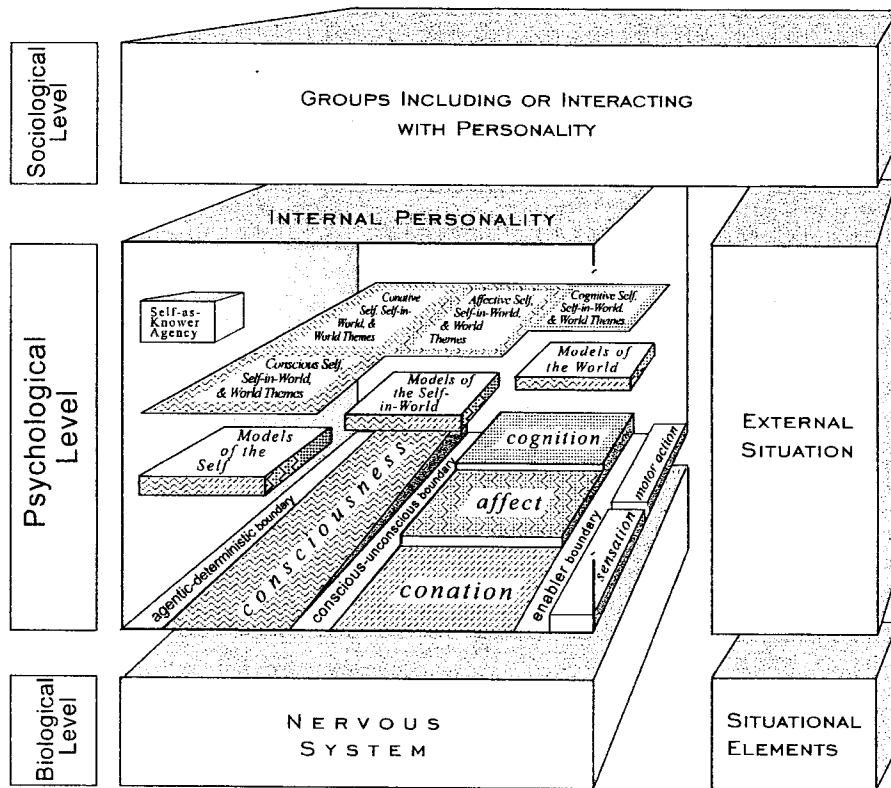 Sociological
Level
GROUPS INCLUDING OR INTERACTING
WITH PERSONALITY
INTERNAL PERSONALITY
Psychological
Level
Self-as-
Knower
Agency
Conative
Self, Self-in-
World, &
World Themes
Affective Self,
Self-in-World,
& World
Themes
Cognitive Self,
Self-in-World,
& World Themes
Conscious Self,
Self-in-World,
& World Themes
Models of
the World
Models of
the Self-
in-World
Models
of the
Self
cognition
affect
conation
consciousness
agentic-deterministic boundary
conscious-unconscious boundary
enabler boundary
motor action
sensation
EXTERNAL
SITUATION
Biological
Level
NERVOUS
SYSTEM
SITUATIONAL
ELEMENTS